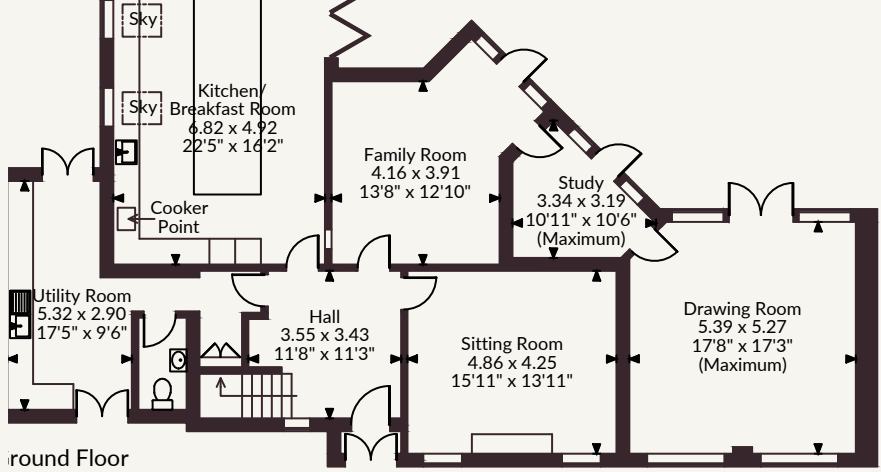 Sky
Sky
Kitchen/
Breakfast Room
6.82 x 4.92
22'5" x 16'2"
Cooker
Point
Family Room
4.16 x 3.91
13'8" x 12'10"
Study
3.34 x 3.19
10'11" x 10'6"
(Maximum)
Utility Room
5.32 x 2.90
17'5" x 9'6"
Hall
3.55 x 3.43
11'8" x 11'3"
Sitting Room
4.86 x 4.25
15'11" x 13'11"
Drawing Room
5.39 x 5.27
17'8" x 17'3"
(Maximum)
round Floor